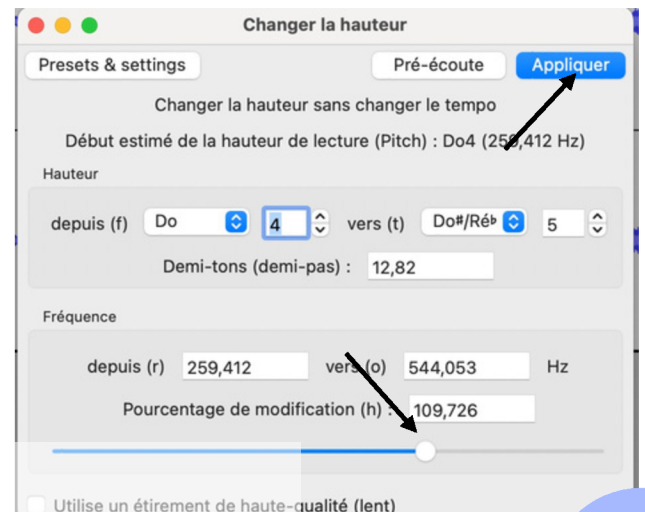 Changer la hauteur
Presets & settings Pré-écoute Appliquer
Changer la hauteur sans changer le tempo
Début estimé de la hauteur de lecture (Pitch) : Do4 (259,412 Hz)
Hauteur
depuis (f) Do 4 vers (t) Do#/Ré♭ 5
Demi-tons (demi-pas) : 12,82
Fréquence
depuis (r) 259,412 vers (o) 544,053 Hz
Pourcentage de modification (h) : 109,726
Utilise un étirement de haute-qualité (lent)